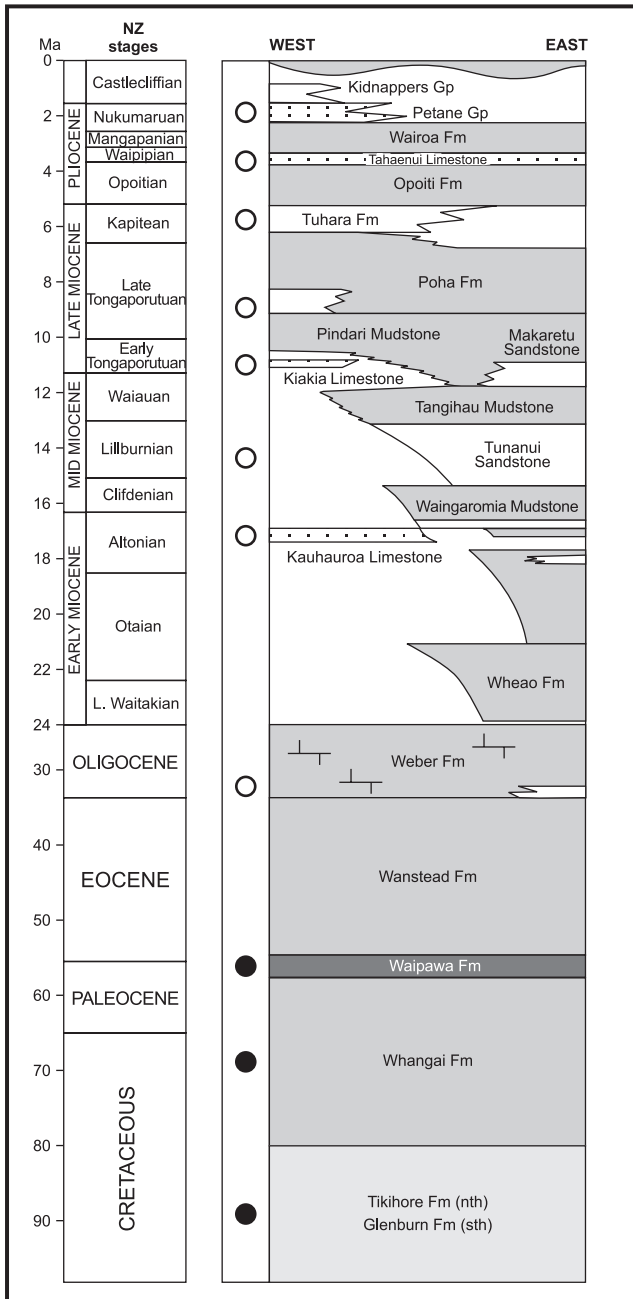 Ma
NZ
stages
WEST
EAST
0
2
4
6
8
10
12
14
16
18
20
22
24
30
40
50
60
70
80
90
PLIOCENE
LATE MIOCENE
MID MIOCENE
EARLY MIOCENE
OLIGOCENE
EOCENE
PALEOCENE
CRETACEOUS
Castlecliffian
Nukumaruan
Mangapanian
Waipipian
Opoitian
Kapitean
Late
Tongaporutuan
Early
Tongaporutuan
Waiauan
Lillburnian
Clifdenian
Altonian
Otaian
L. Waitakian
Kidnappers Gp
Petane Gp
Wairoa Fm
Tahaenui Limestone
Opoiti Fm
Tuhara Fm
Poha Fm
Pindari Mudstone
Makaretu
Sandstone
Kiakia Limestone
Tangihau Mudstone
Tunanui
Sandstone
Waingaromia Mudstone
Kauhauroa Limestone
Wheao Fm
Weber Fm
Wanstead Fm
Waipawa Fm
Whangai Fm
Tikihore Fm (nth)
Glenburn Fm (sth)